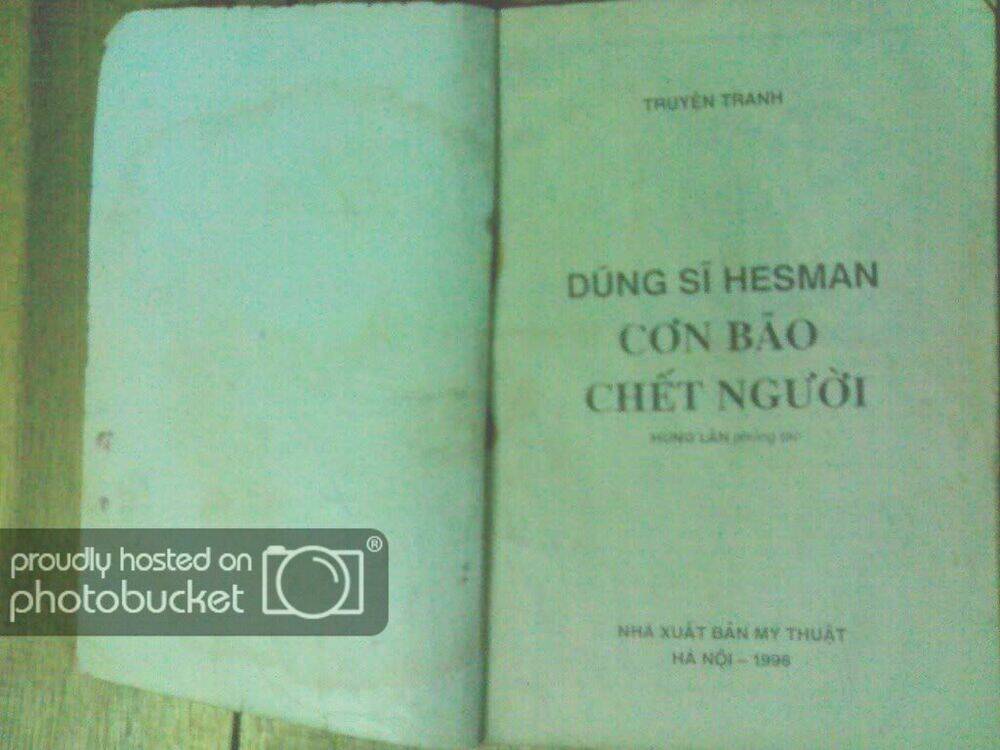 TRUYỆN TRANH
DŨNG SĨ HESMAN
CƠN BÃO
CHẾT NGƯỜI
HÙNG LÂN phóng tác
NHÀ XUẤT BẢN MỸ THUẬT
HÀ NỘI – 1996
proudly hosted on
photobucket ®